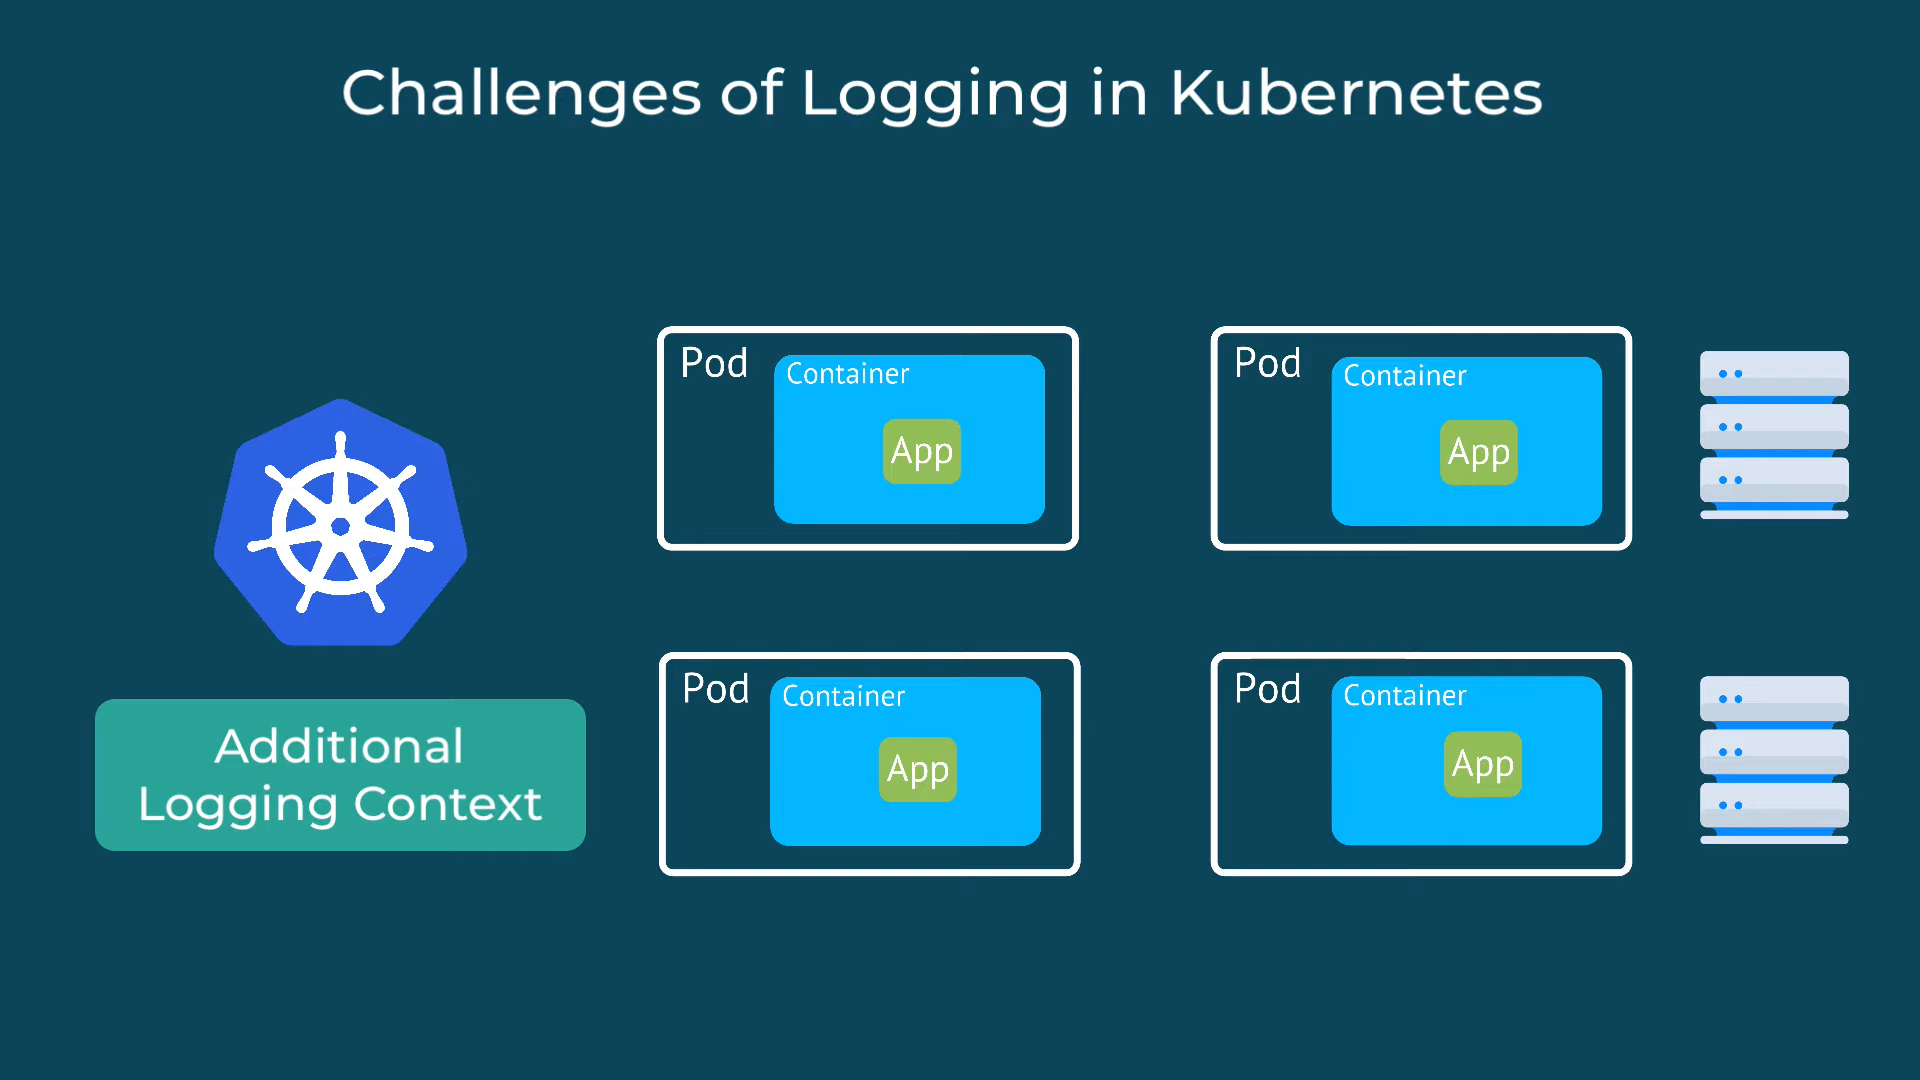 Challenges of Logging in Kubernetes
Pod
Container
App
Pod
Container
App
Additional
Logging Context
Pod
Container
App
Pod
Container
App